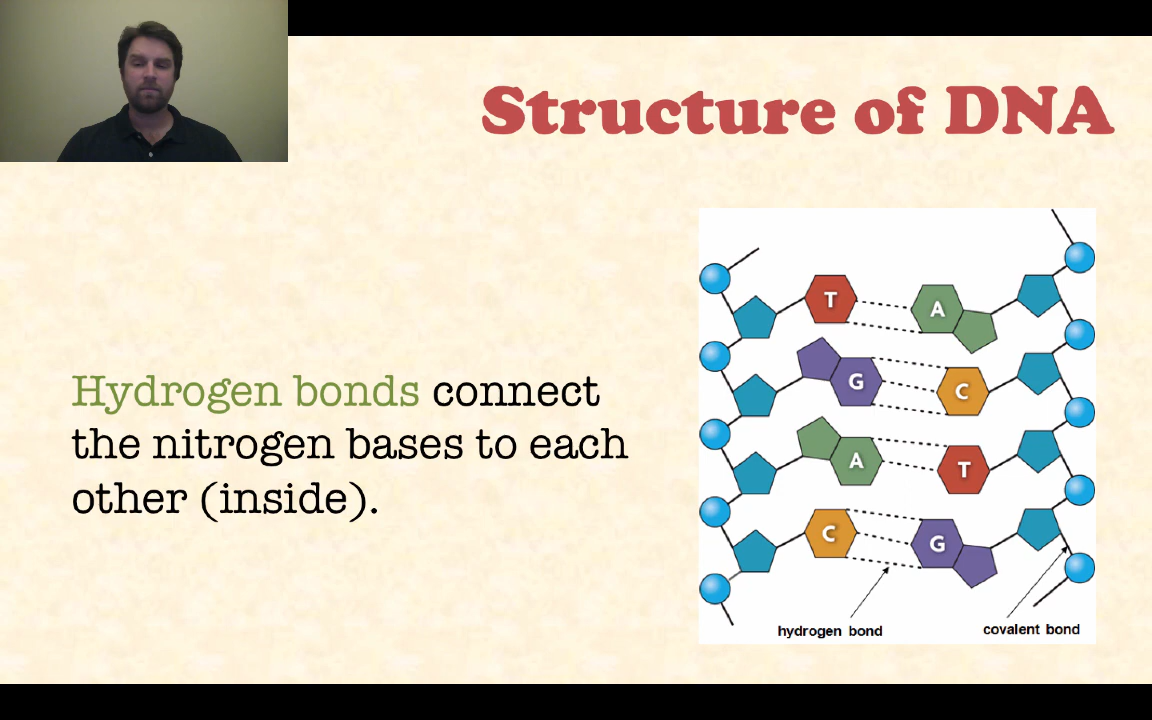 Structure of DNA
Hydrogen bonds connect
the nitrogen bases to each
other (inside).
T A
G C
A T
C G
hydrogen bond covalent bond